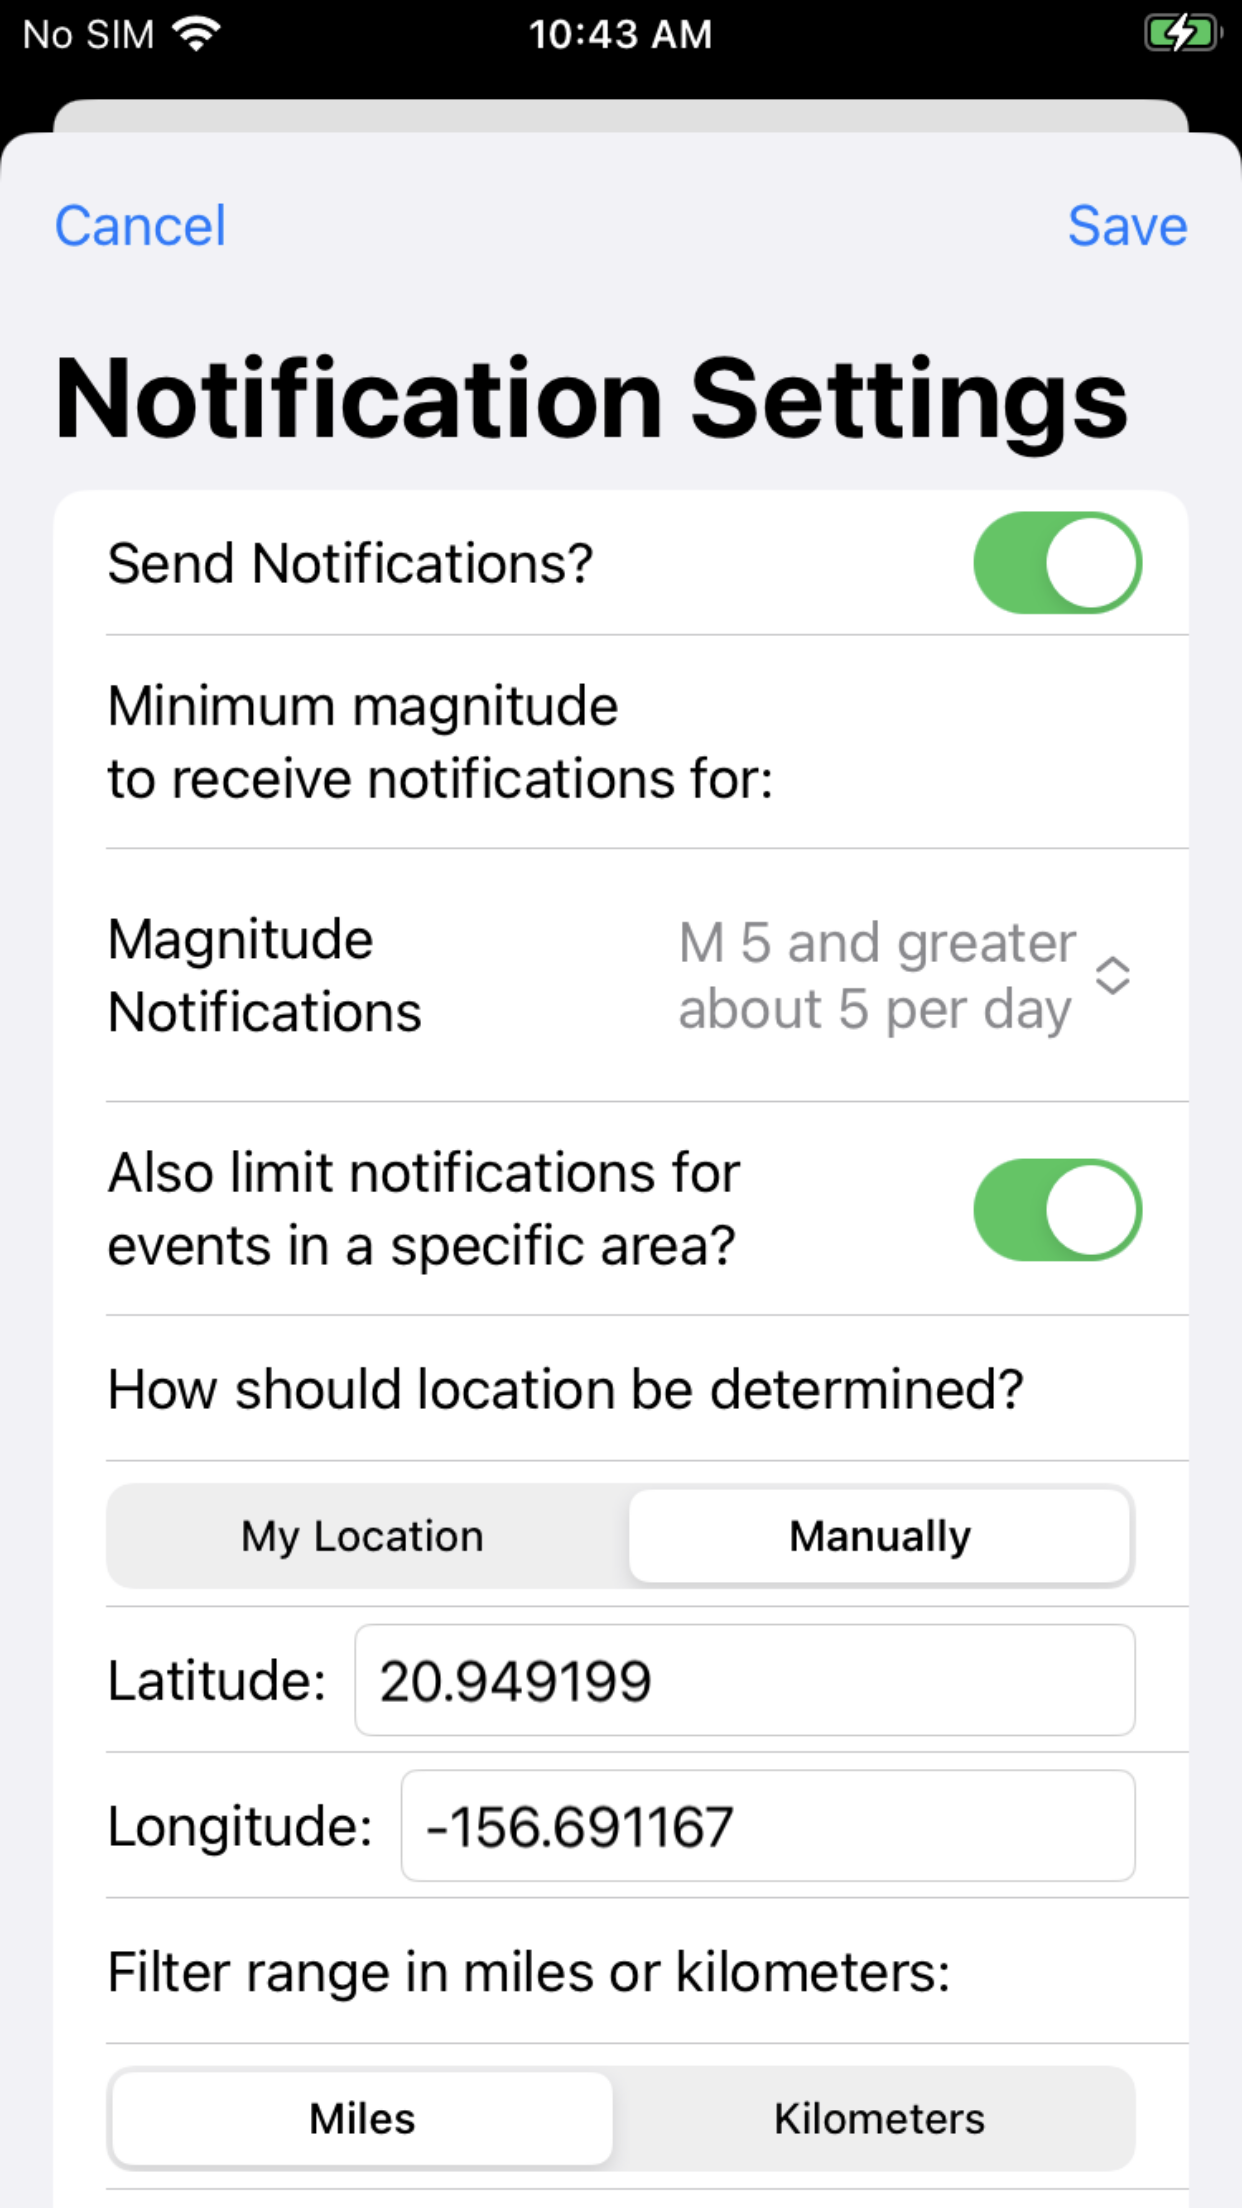 No SIM 10:43 AM
Cancel Save
Notification Settings
Send Notifications?
Minimum magnitude
to receive notifications for:
Magnitude
Notifications
M 5 and greater
about 5 per day
Also limit notifications for
events in a specific area?
How should location be determined?
My Location Manually
Latitude: 20.949199
Longitude: -156.691167
Filter range in miles or kilometers:
Miles Kilometers